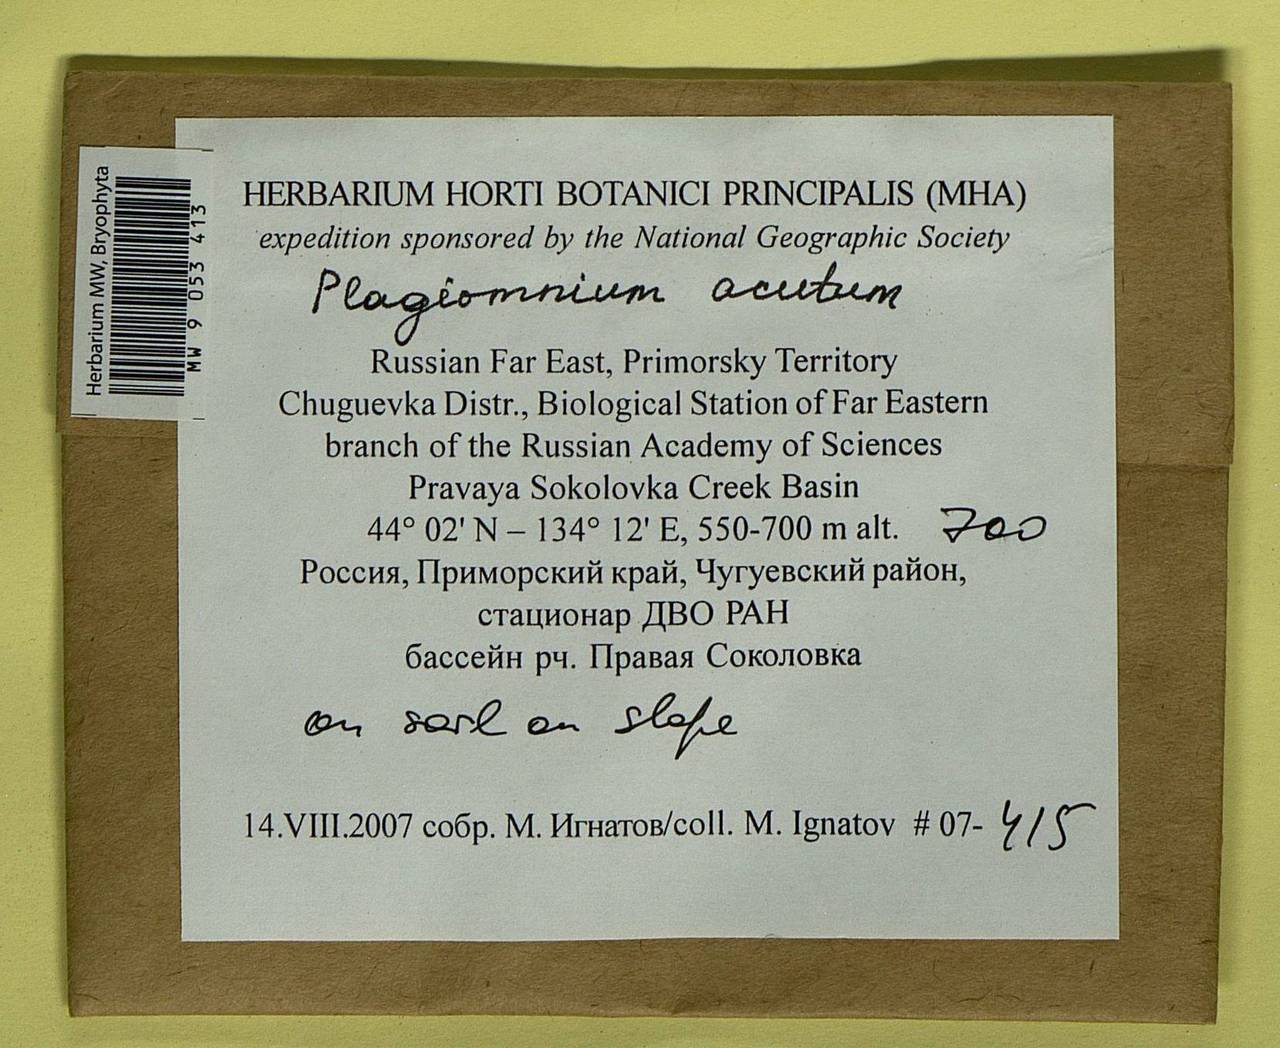 Herbarium MW, Bryophyta
MW 9 053 413
HERBARIUM HORTI BOTANICI PRINCIPALIS (MHA)
expedition sponsored by the National Geographic Society
Plagiomnium acutum
Russian Far East, Primorsky Territory
Chuguevka Distr., Biological Station of Far Eastern
branch of the Russian Academy of Sciences
Pravaya Sokolovka Creek Basin
44° 02' N – 134° 12' E, 550-700 m alt. 700
Россия, Приморский край, Чугуевский район,
стационар ДВО РАН
бассейн рч. Правая Соколовка
on soil on slope
14.VIII.2007 собр. М. Игнатов/coll. M. Ignatov # 07-415